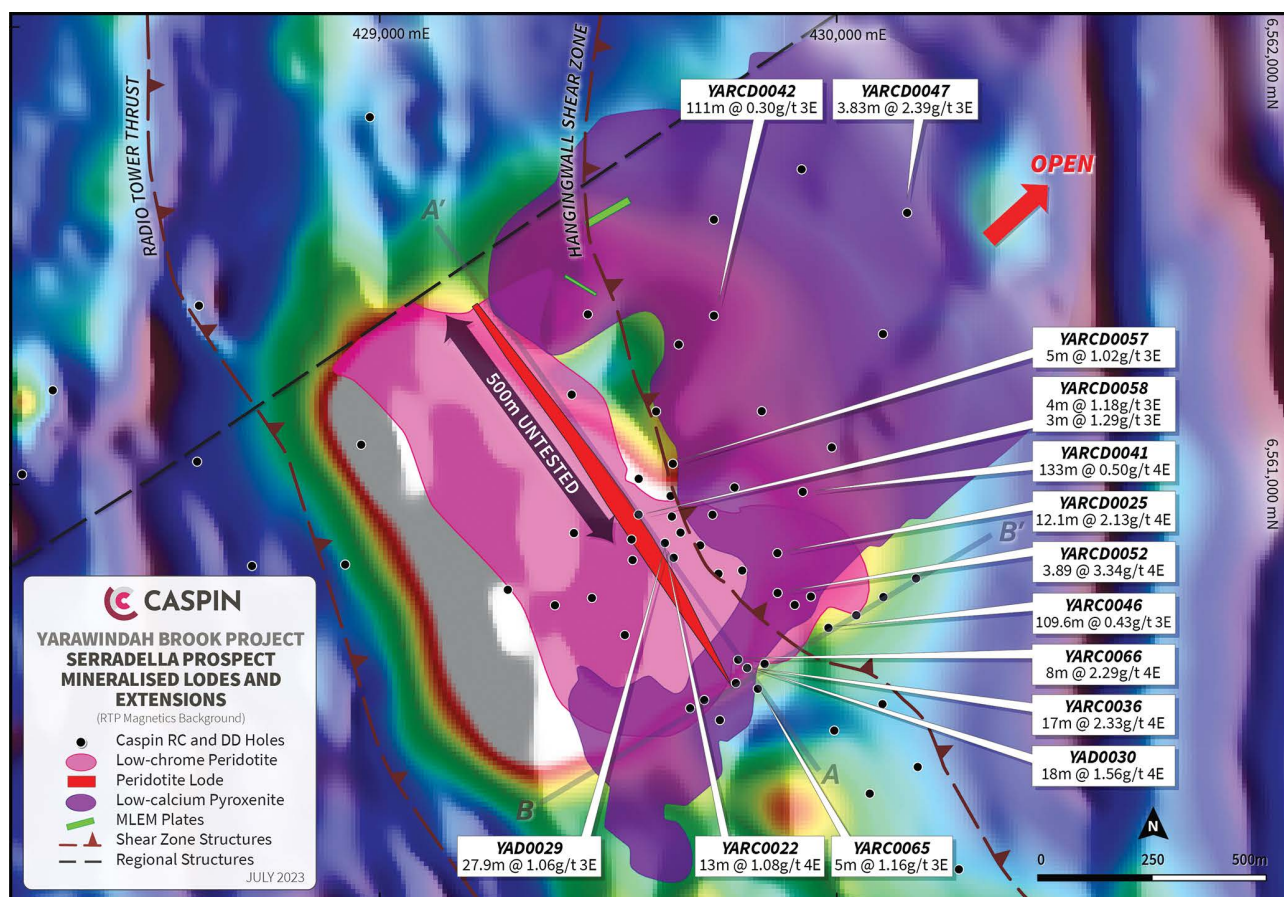 429,000 mE
430,000 mE
6,562,000 mN
RADIO TOWER THRUST
HANGINGWALL SHEAR ZONE
YARCD0042
111m @ 0.30g/t 3E
YARCD0047
3.83m @ 2.39g/t 3E
OPEN
A'
500m UNTESTED
YARCD0057
5m @ 1.02g/t 3E
YARCD0058
4m @ 1.18g/t 3E
3m @ 1.29g/t 3E
YARCD0041
133m @ 0.50g/t 4E
6,561,000 mN
YARCD0025
12.1m @ 2.13g/t 4E
B'
YARCD0052
3.89 @ 3.34g/t 4E
YARC0046
109.6m @ 0.43g/t 3E
YARC0066
8m @ 2.29g/t 4E
YARC0036
17m @ 2.33g/t 4E
YAD0030
18m @ 1.56g/t 4E
A
B
YAD0029
27.9m @ 1.06g/t 3E
YARC0022
13m @ 1.08g/t 4E
YARC0065
5m @ 1.16g/t 3E
CASPIN
YARAWINDAH BROOK PROJECT
SERRADELLA PROSPECT
MINERALISED LODES AND
EXTENSIONS
(RTP Magnetics Background)
Caspin RC and DD Holes
Low-chrome Peridotite
Peridotite Lode
Low-calcium Pyroxenite
MLEM Plates
Shear Zone Structures
Regional Structures
JULY 2023
N
0 250 500m